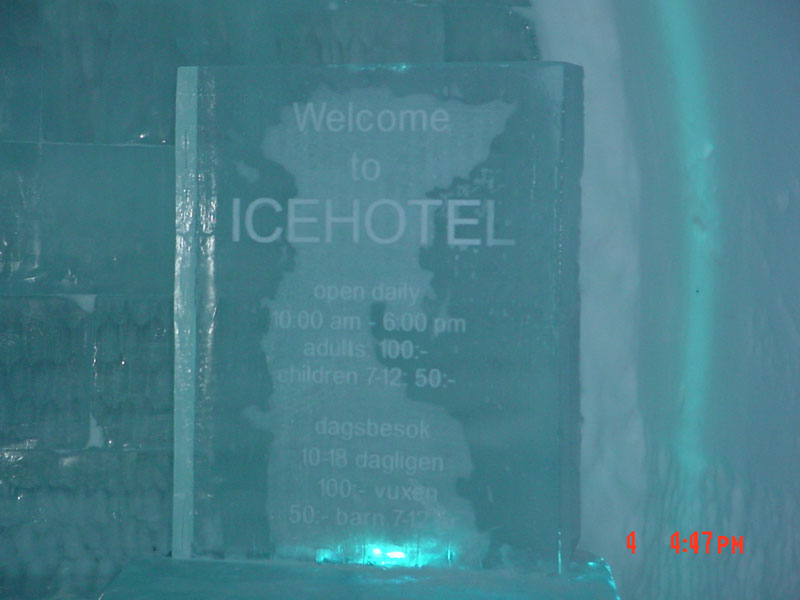 Welcome
to
ICEHOTEL
open daily
10:00 am - 6:00 pm
adults: 100:-
children 7-12: 50:-
dagsbesök
10-18 dagligen
100:- vuxen
50:- barn 7-12
4 4:47PM